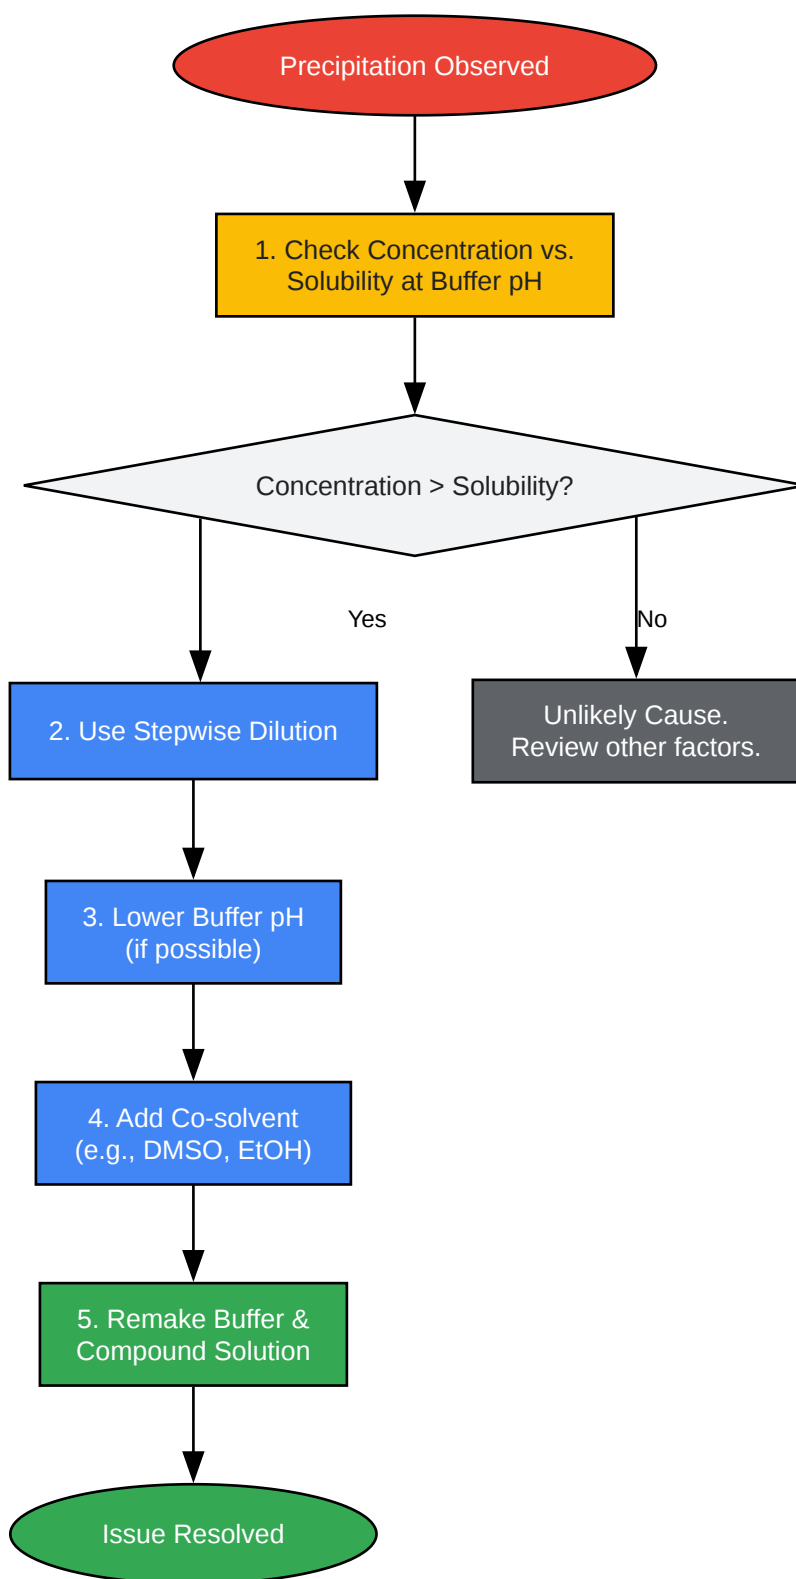 Precipitation Observed
1. Check Concentration vs.
Solubility at Buffer pH
Concentration > Solubility?
Yes
No
2. Use Stepwise Dilution
Unlikely Cause.
Review other factors.
3. Lower Buffer pH
(if possible)
4. Add Co-solvent
(e.g., DMSO, EtOH)
5. Remake Buffer &
Compound Solution
Issue Resolved